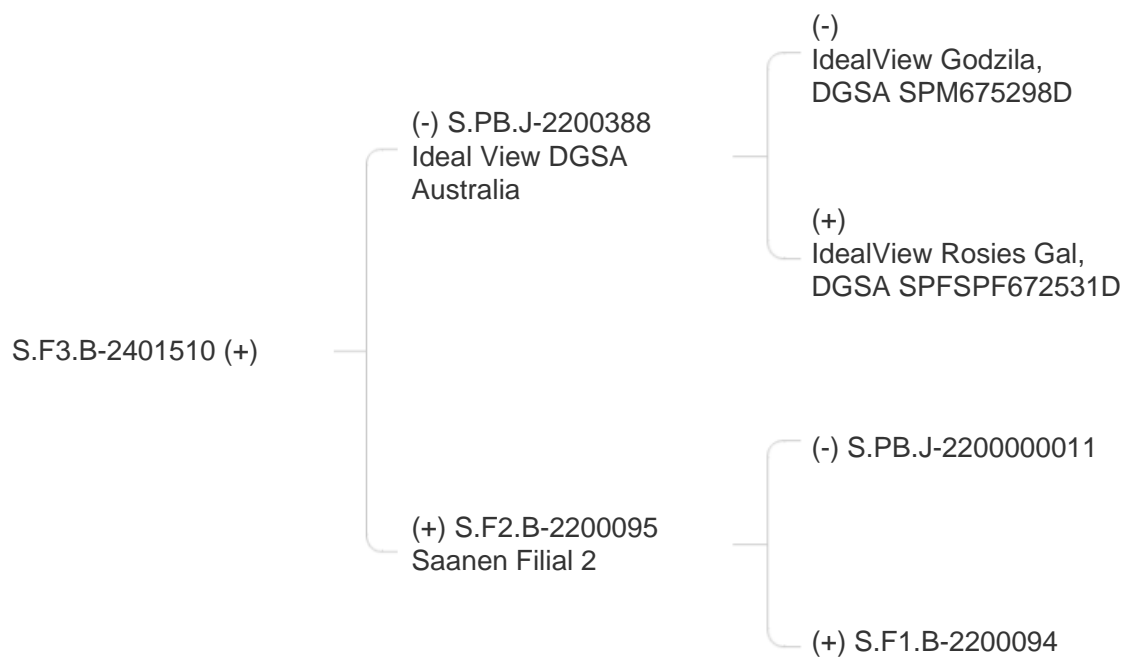 (-)
IdealView Godzila,
DGSA SPM675298D
(-) S.PB.J-2200388
Ideal View DGSA
Australia
(+)
IdealView Rosies Gal,
DGSA SPFSPF672531D
S.F3.B-2401510 (+)
(-) S.PB.J-2200000011
(+) S.F2.B-2200095
Saanen Filial 2
(+) S.F1.B-2200094